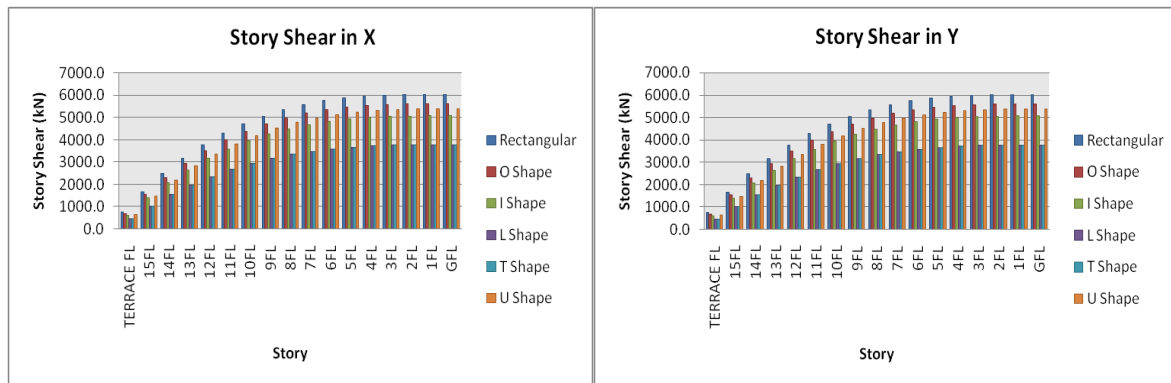 Story Shear in X
Story Shear (kN)
7000.0
6000.0
5000.0
4000.0
3000.0
2000.0
1000.0
0.0
TERRACE FL
15FL
14FL
13FL
12FL
11FL
10FL
9FL
8FL
7FL
6FL
5FL
4FL
3FL
2FL
1FL
GFL
Story
Rectangular
O Shape
I Shape
L Shape
T Shape
U Shape
Story Shear in Y
Story Shear (kN)
7000.0
6000.0
5000.0
4000.0
3000.0
2000.0
1000.0
0.0
TERRACE FL
15FL
14FL
13FL
12FL
11FL
10FL
9FL
8FL
7FL
6FL
5FL
4FL
3FL
2FL
1FL
GFL
Story
Rectangular
O Shape
I Shape
L Shape
T Shape
U Shape